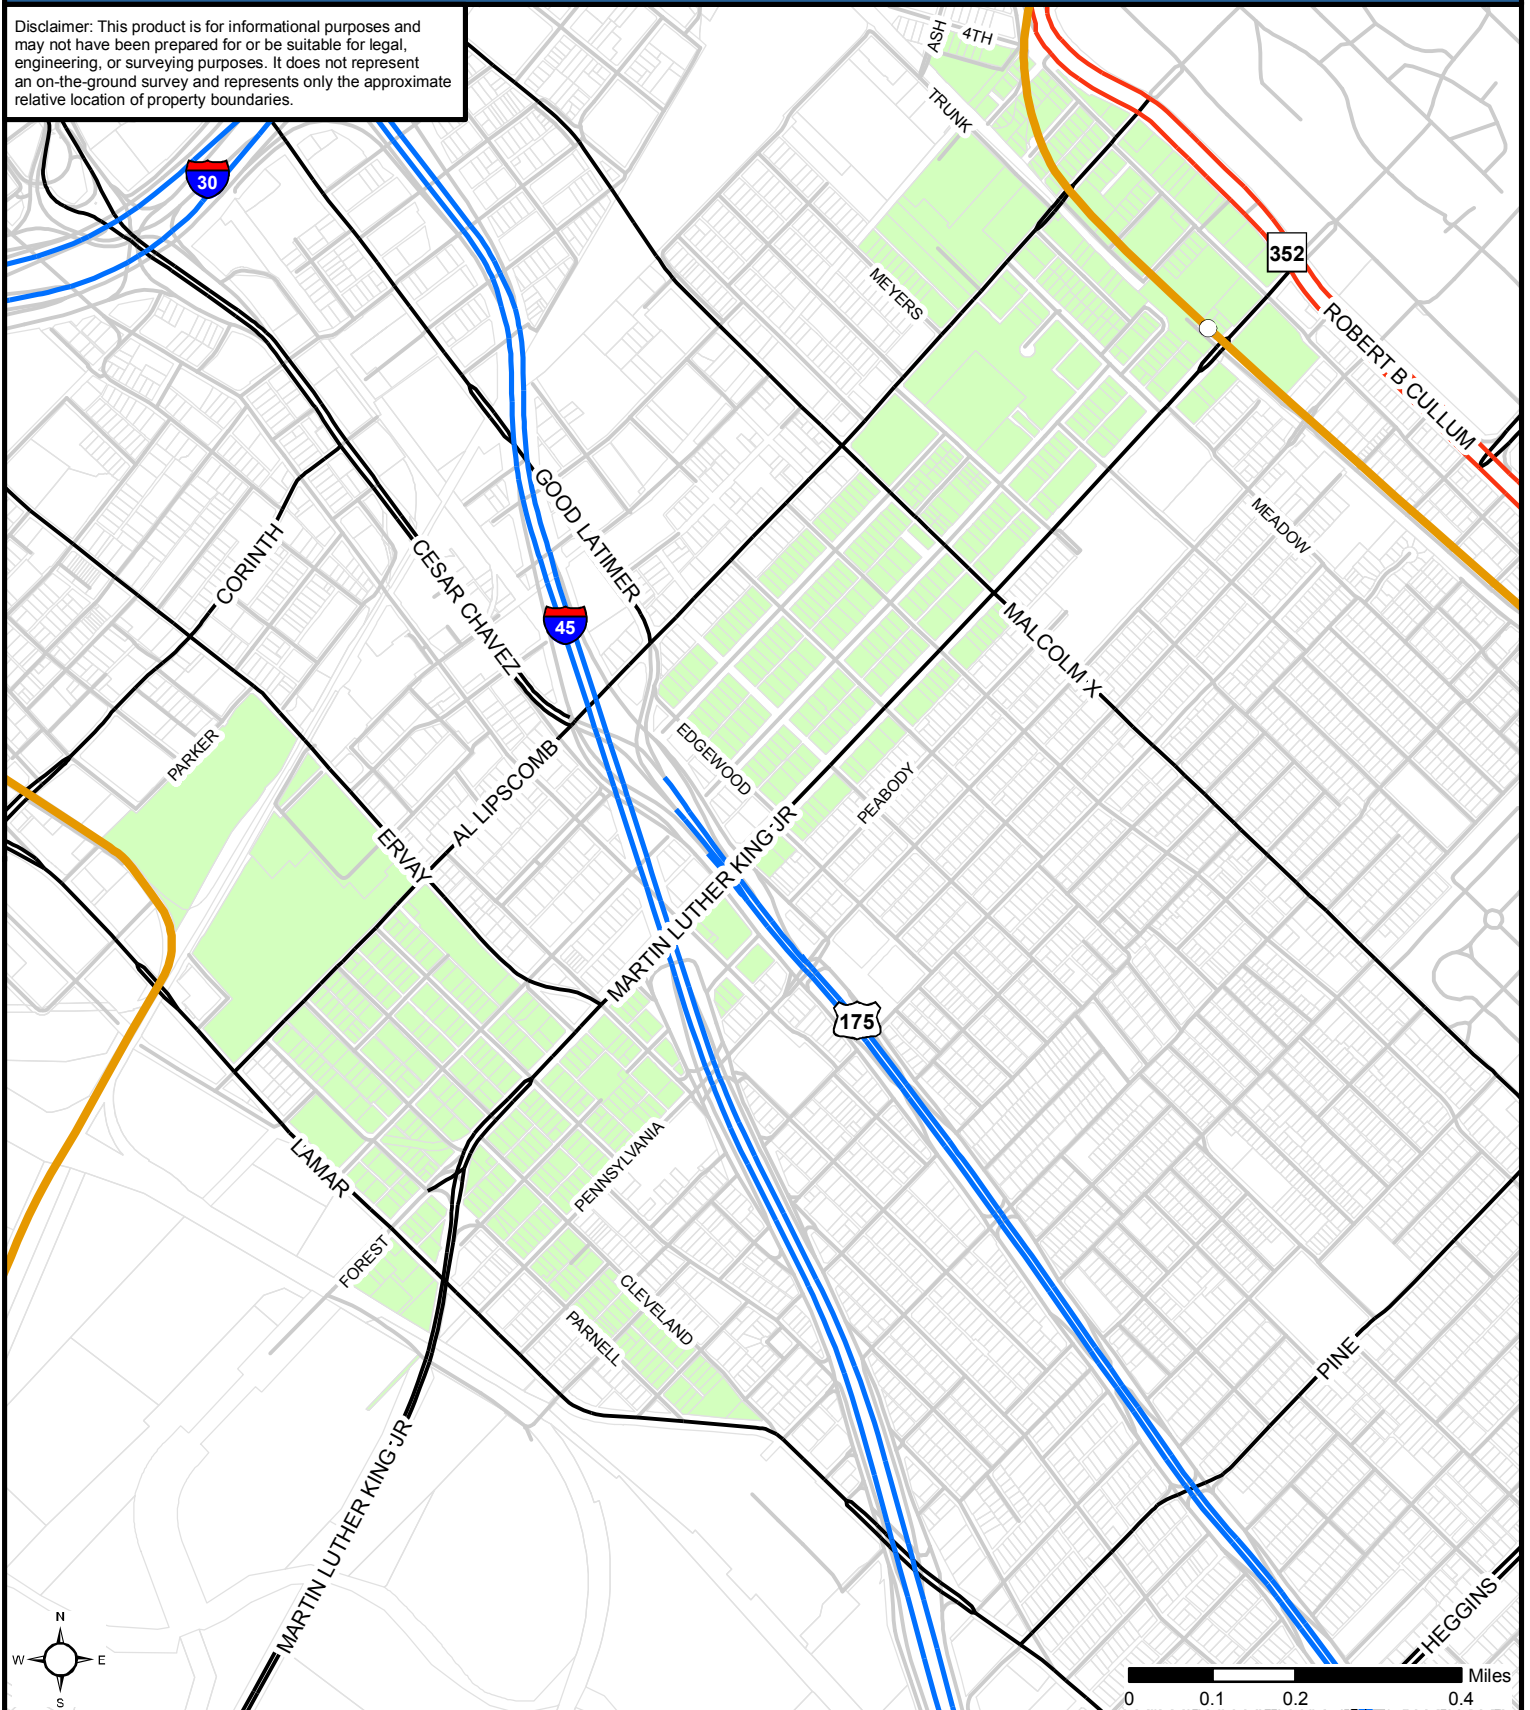 Disclaimer: This product is for informational purposes and
may not have been prepared for or be suitable for legal,
engineering, or surveying purposes. It does not represent
an on-the-ground survey and represents only the approximate
relative location of property boundaries.
ASH
4TH
TRUNK
30
352
MEYERS
ROBERT B CULLUM
GOOD LATIMER
MEADOW
CORINTH
CESAR CHAVEZ
45
MALCOLM X
PARKER
EDGEWOOD
AL LIPSCOMB
PEABODY
ERVAY
MARTIN LUTHER KING JR
175
LAMAR
PENNSYLVANIA
FOREST
CLEVELAND
PARNELL
PINE
MARTIN LUTHER KING JR
HEGGINS
N
W E
S
Miles
0 0.1 0.2 0.4